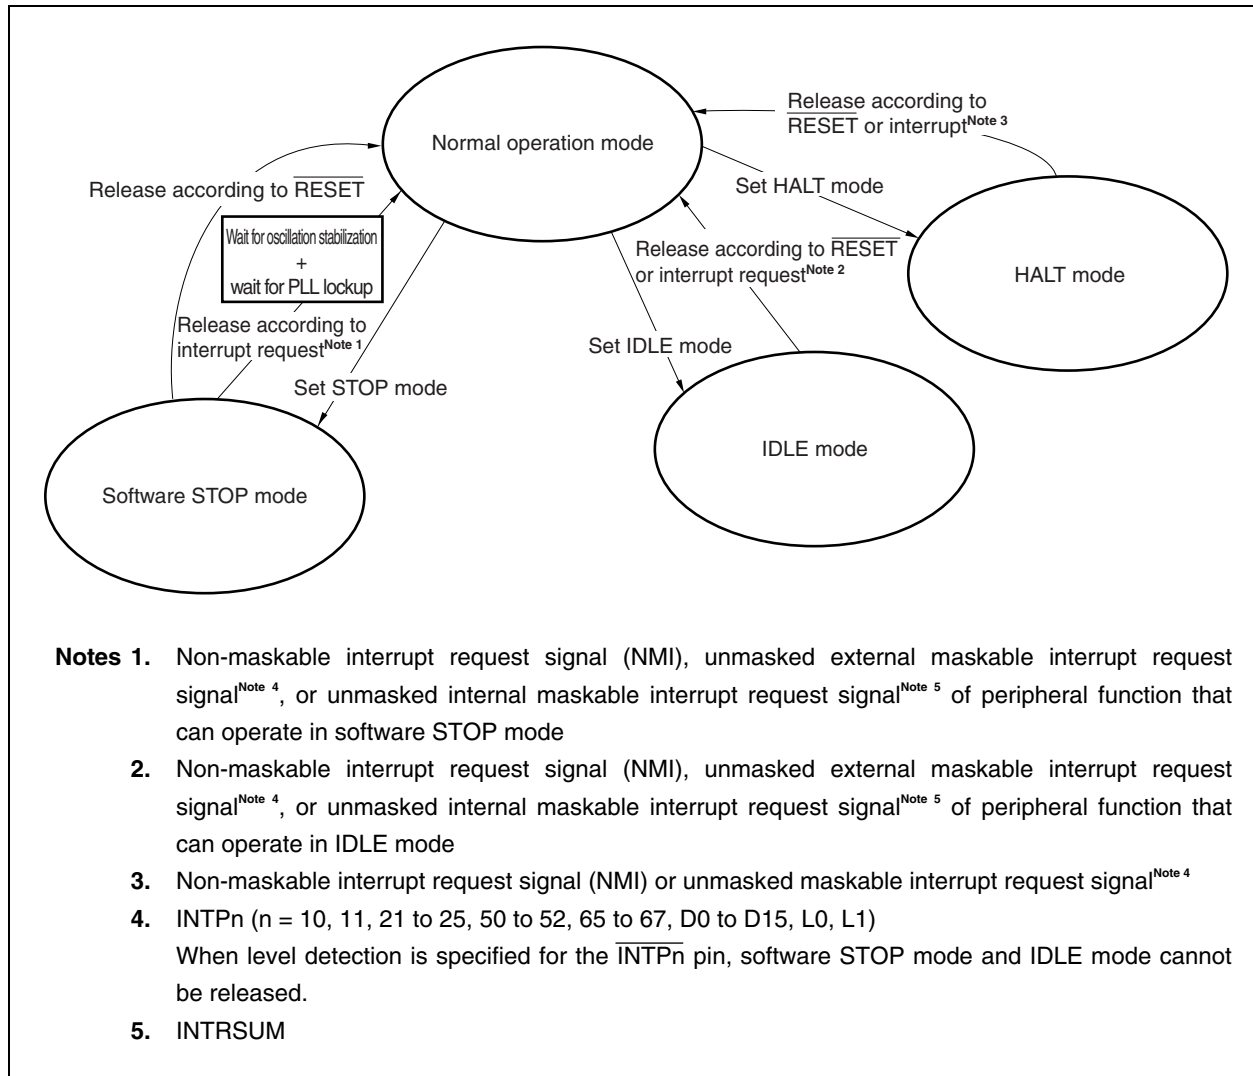 Normal operation mode
Release according to
RESET or interrupt Note 3
Set HALT mode
HALT mode
Release according to RESET
Wait for oscillation stabilization
+
wait for PLL lockup
Release according to
interrupt request Note 1
Set STOP mode
Software STOP mode
Release according to RESET
or interrupt request Note 2
Set IDLE mode
IDLE mode
Notes 1. Non-maskable interrupt request signal (NMI), unmasked external maskable interrupt request
signal Note 4, or unmasked internal maskable interrupt request signal Note 5 of peripheral function that
can operate in software STOP mode
2. Non-maskable interrupt request signal (NMI), unmasked external maskable interrupt request
signal Note 4, or unmasked internal maskable interrupt request signal Note 5 of peripheral function that
can operate in IDLE mode
3. Non-maskable interrupt request signal (NMI) or unmasked maskable interrupt request signal Note 4
4. INTPn (n = 10, 11, 21 to 25, 50 to 52, 65 to 67, D0 to D15, L0, L1)
When level detection is specified for the INTPn pin, software STOP mode and IDLE mode cannot
be released.
5. INTRSUM